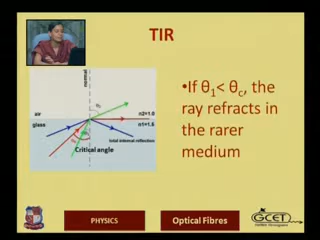 TIR
normal
air
glass
n2=1.0
n1=1.5
total internal reflection
Critical angle
•If θ1< θc, the
ray refracts in
the rarer
medium
PHYSICS
Optical Fibres
GCET